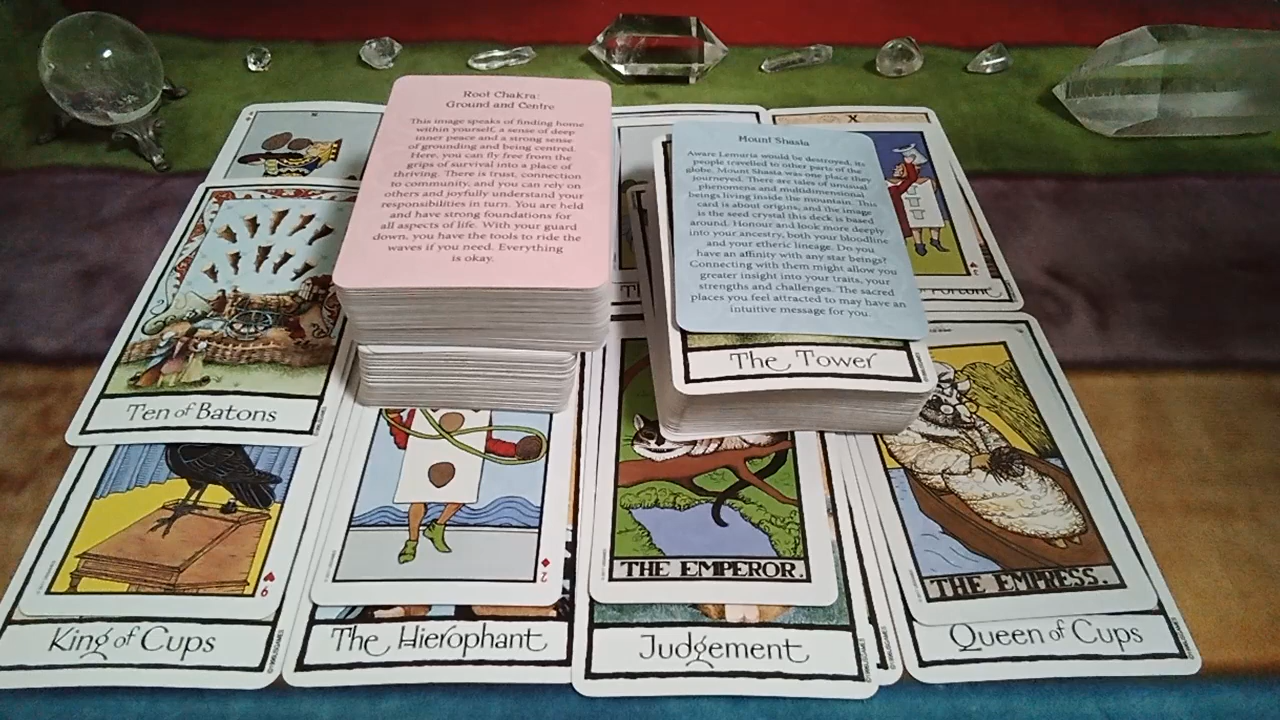 Root Chakra:
Ground and Centre
This image speaks of finding home
within yourself, a sense of deep
inner peace and a strong sense
of grounding and being centred.
Here, you can fly free from the
grips of survival into a place of
thriving. There is trust, connection
to community, and you can rely on
others and joyfully understand your
responsibilities in turn. You are held
and have strong foundations for
all aspects of life. With your guard
down, you have the tools to ride the
waves if you need. Everything
is okay.
Mount Shasta
Aware Lemuria would be destroyed, its
people travelled to other parts of the
globe. Mount Shasta was one place they
journeyed. There are tales of unusual
phenomena and multidimensional
beings living inside the mountain. This
card is about origins, and the image
is the seed crystal this deck is based
around. Honour and look more deeply
into your ancestry, both your bloodline
and your etheric lineage. Do you
have an affinity with any star beings?
Connecting with them might allow you
greater insight into your traits, your
strengths and challenges. The sacred
places you feel attracted to may have an
intuitive message for you.
X
3
The Tower
Ten of Batons
2
THE EMPEROR.
THE EMPRESS.
9
King of Cups
The Hierophant
Judgement
Queen of Cups